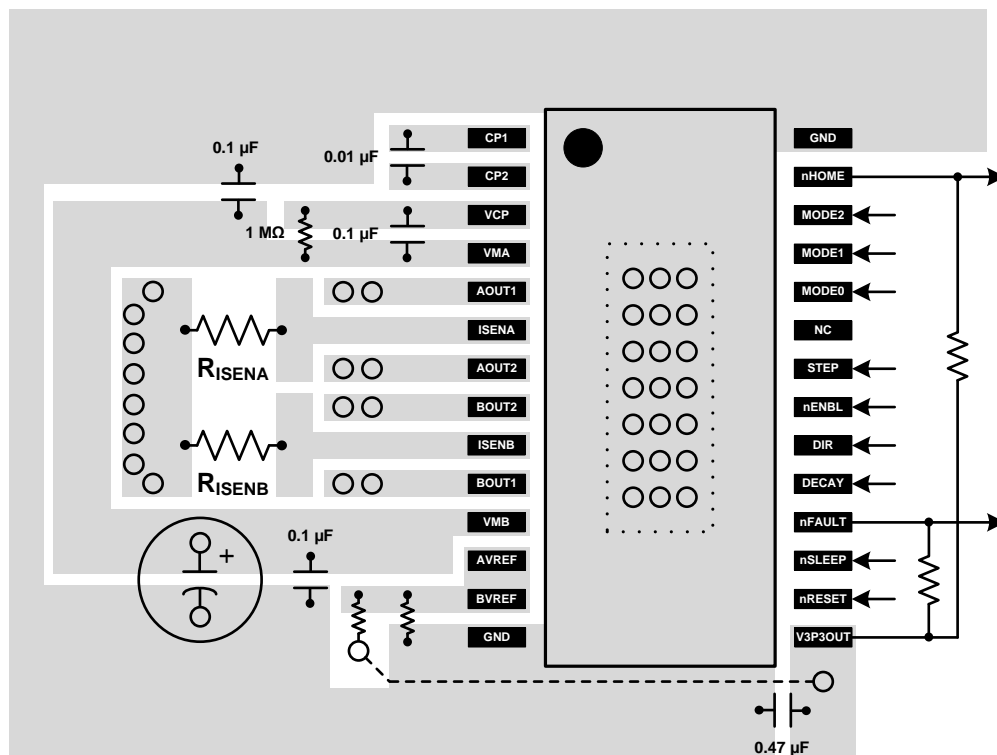 CP1
CP2
VCP
VMA
AOUT1
ISENA
AOUT2
BOUT2
ISENB
BOUT1
VMB
AVREF
BVREF
GND
GND
nHOME
MODE2
MODE1
MODE0
NC
STEP
nENBL
DIR
DECAY
nFAULT
nSLEEP
nRESET
V3P3OUT
0.1 µF
0.01 µF
1 MΩ
0.1 µF
RISENA
RISENB
0.1 µF
+
0.47 µF